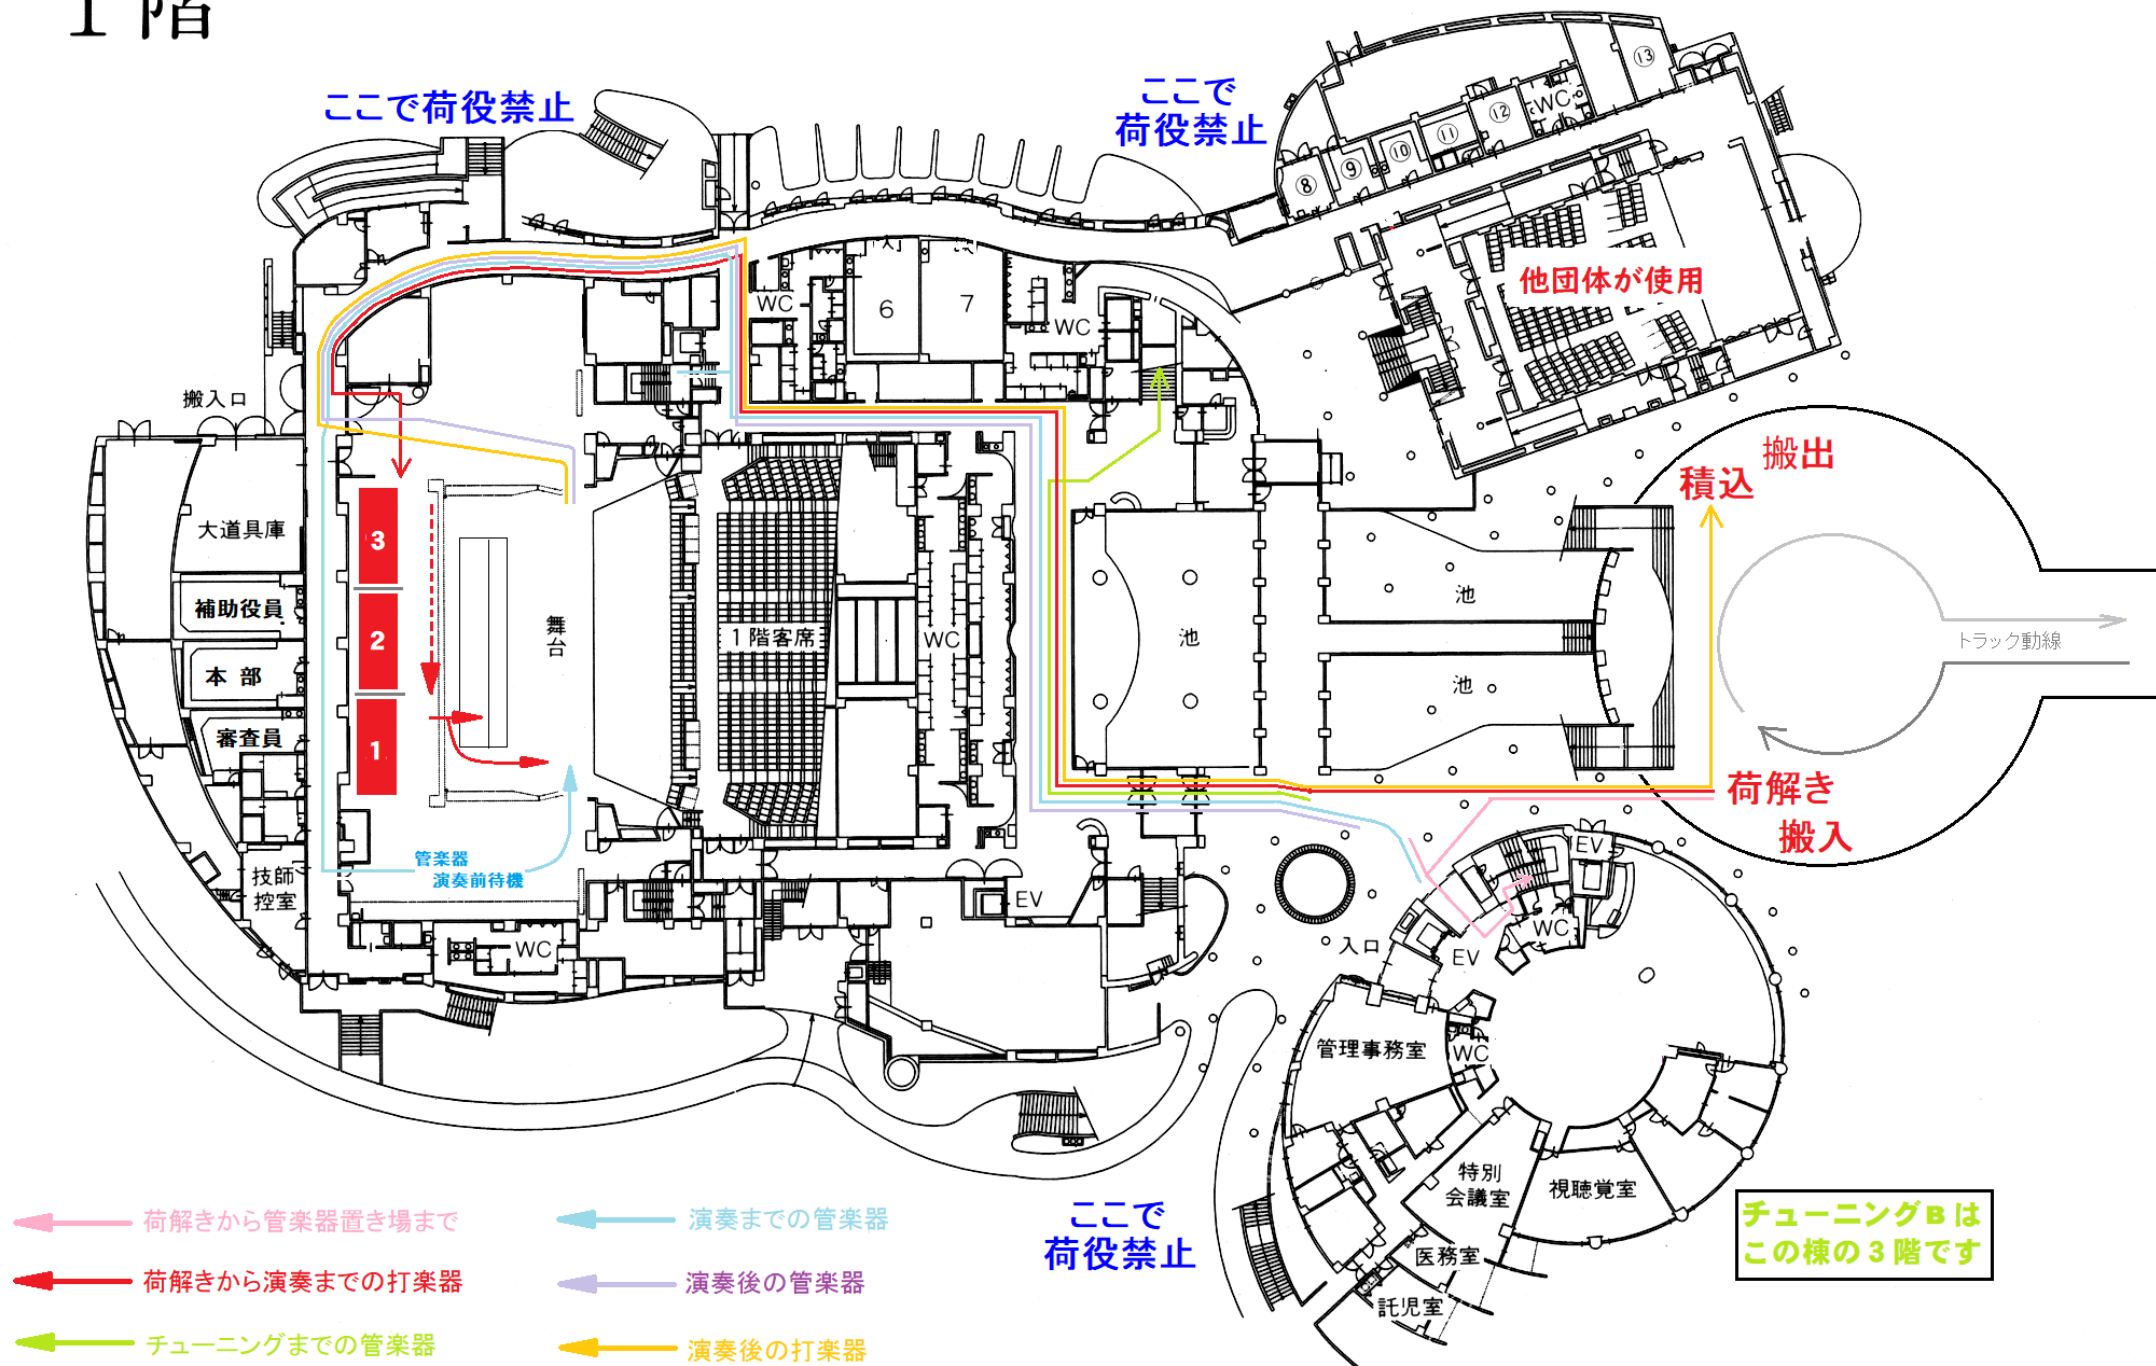 1 階
ここで荷役禁止
ここで
荷役禁止
⑬
⑫
WC
⑪
⑩
⑨
⑧
他団体が使用
WC
6
7
WC
搬入口
搬出
積込
大道具庫
3
補助役員
2
舞台
1階客席
WC
池
池
池
トラック動線
本 部
審査員
1
荷解き
搬入
管楽器
演奏前待機
技師
控室
WC
EV
EV
WC
入口
EV
管理事務室
WC
特別
会議室
視聴覚室
医務室
託児室
ここで
荷役禁止
チューニングBは
この棟の3階です
荷解きから管楽器置き場まで
演奏までの管楽器
荷解きから演奏までの打楽器
演奏後の管楽器
チューニングまでの管楽器
演奏後の打楽器